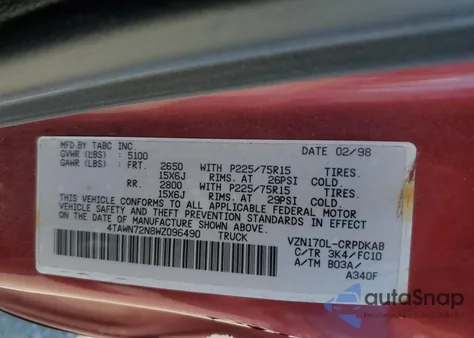 MFD.BY TABC INC. DATE 02/98
GVWR (LBS) : 5100
GAWR (LBS) : FRT. 2650 WITH P225/75R15 TIRES.
15X6J RIMS. AT 26PSI COLD.
RR. 2800 WITH P225/75R15 TIRES.
15X6J RIMS. AT 29PSI COLD.
THIS VEHICLE CONFORMS TO ALL APPLICABLE FEDERAL MOTOR
VEHICLE SAFETY AND THEFT PREVENTION STANDARDS IN EFFECT
ON THE DATE OF MANUFACTURE SHOWN ABOVE.
4TAWN72N8WZ096490 TRUCK VZN170L-CRPDKAB
C/TR 3K4/FC10
A/TM B03A/
A340F
autoSnap